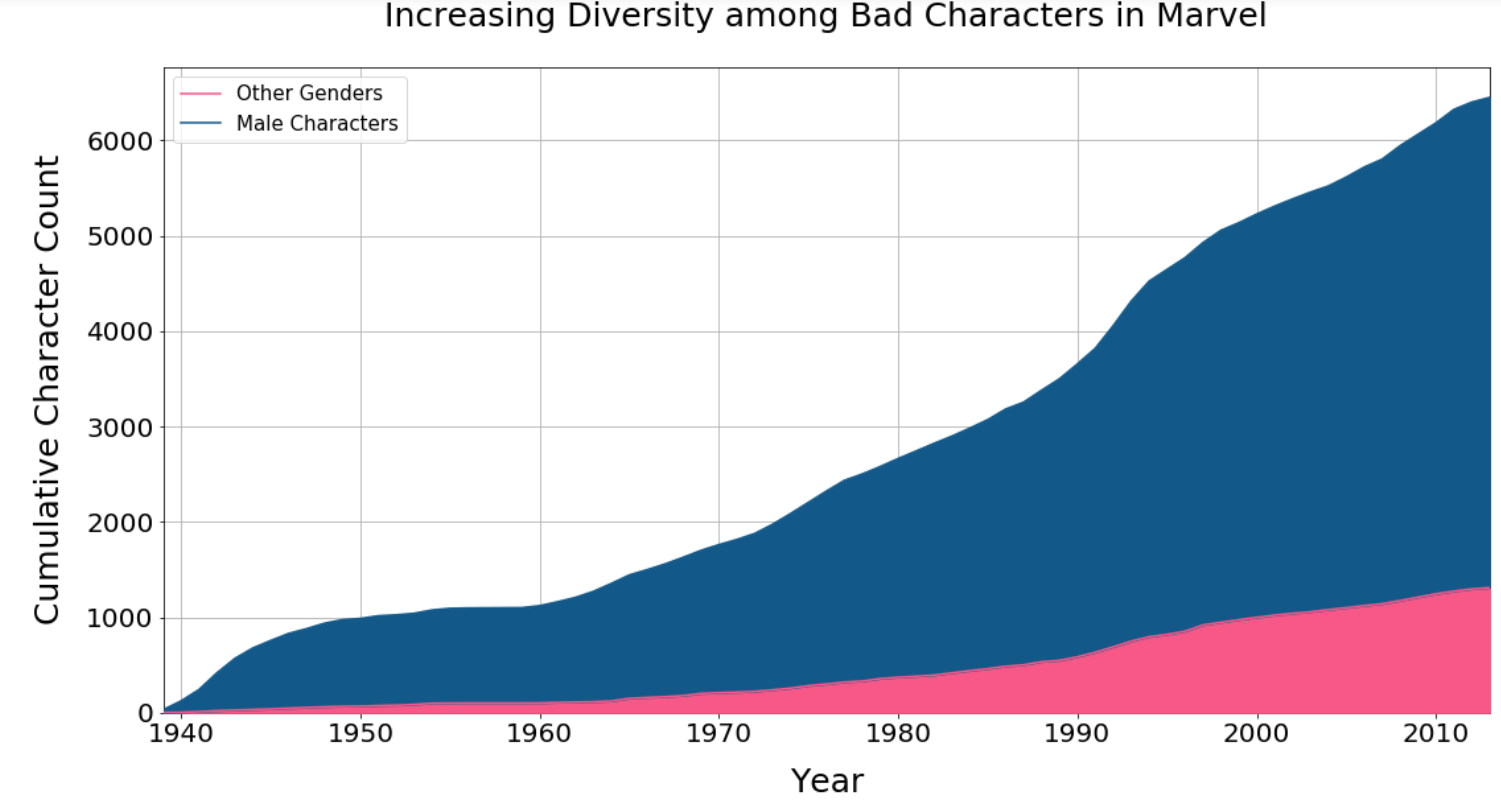 Increasing Diversity among Bad Characters in Marvel
Other Genders
Male Characters
Cumulative Character Count
6000
5000
4000
3000
2000
1000
0
1940 1950 1960 1970 1980 1990 2000 2010
Year